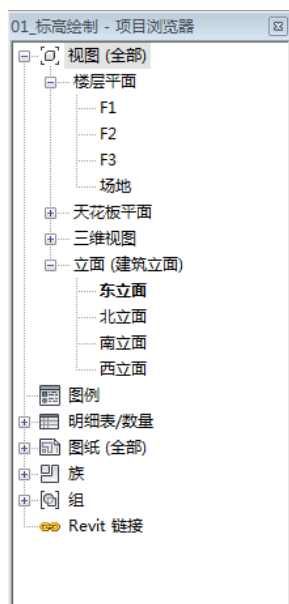 01_标高绘制 - 项目浏览器
视图 (全部)
楼层平面
F1
F2
F3
场地
天花板平面
三维视图
立面 (建筑立面)
东立面
北立面
南立面
西立面
图例
明细表/数量
图纸 (全部)
族
组
Revit 链接